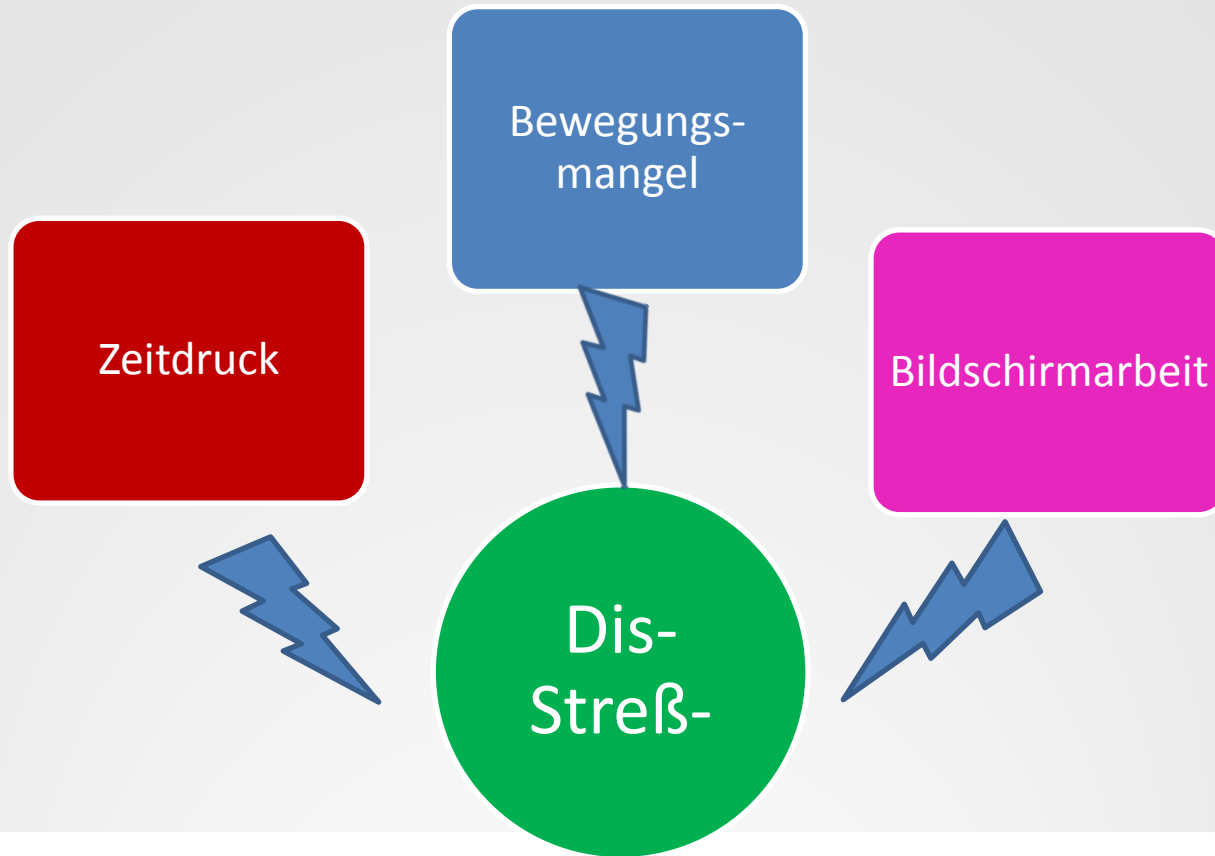 Bewegungs-
mangel
Zeitdruck
Bildschirmarbeit
Dis-
Streß-